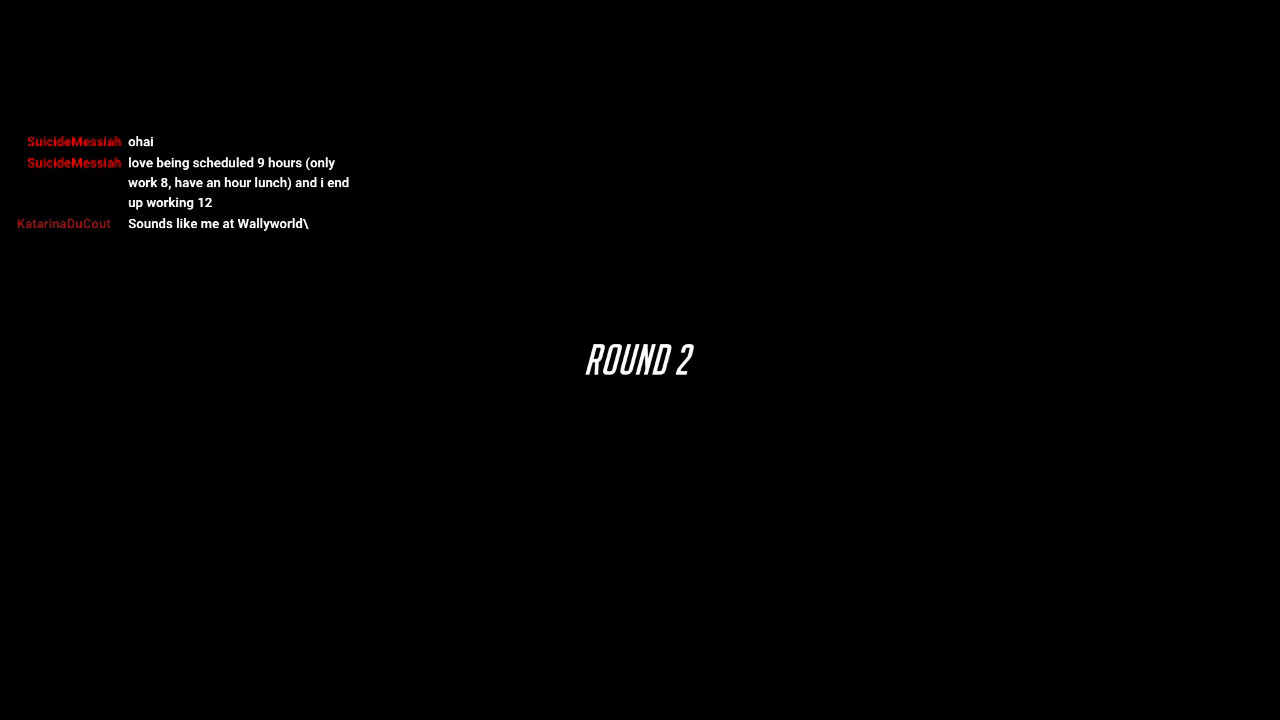 SuicideMessiah ohai
SuicideMessiah love being scheduled 9 hours (only
work 8, have an hour lunch) and i end
up working 12
KatarinaDuCout Sounds like me at Wallyworld\
ROUND 2